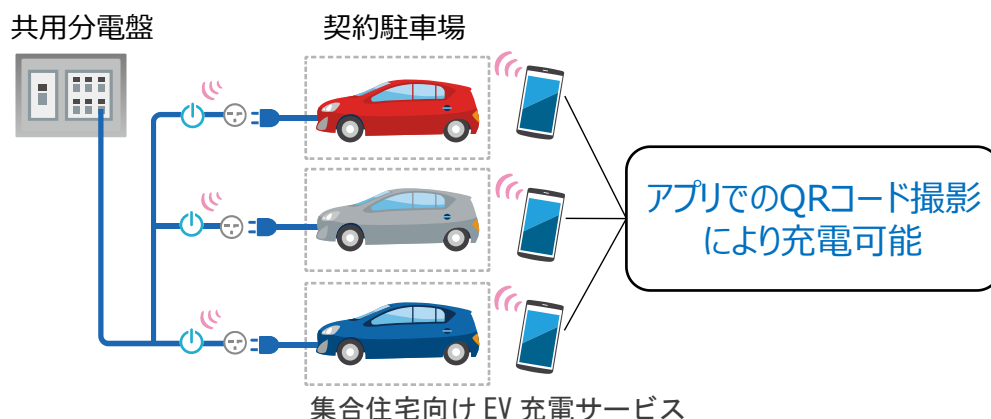 共用分電盤
契約駐車場
アプリでのQRコード撮影
により充電可能
集合住宅向け EV 充電サービス